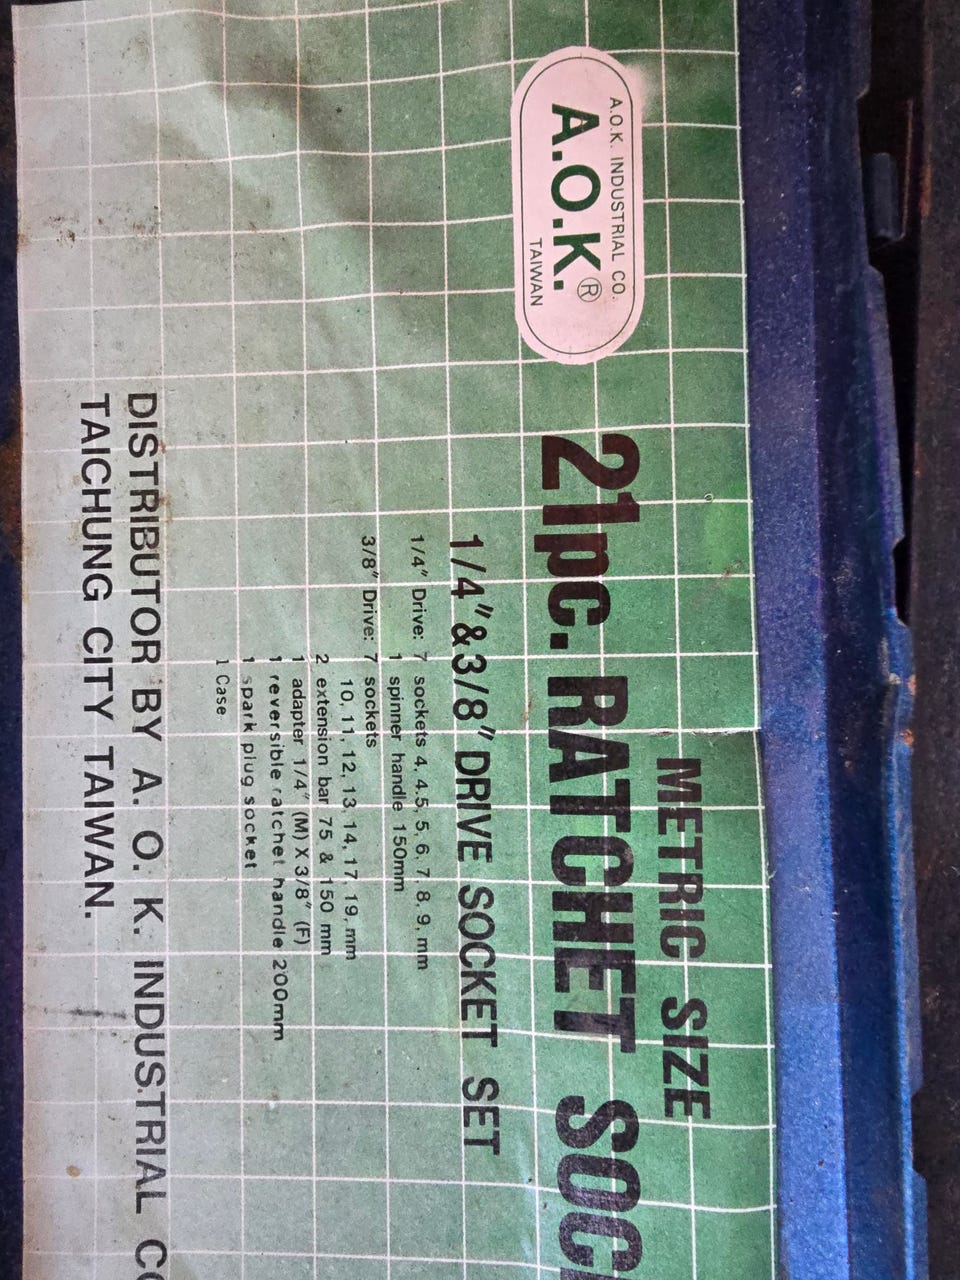 A.O.K. INDUSTRIAL CO.
A.O.K.®
TAIWAN
METRIC SIZE
21pc. RATCHET SOC
1/4"&3/8"DRIVE SOCKET SET
1/4" Drive: 7 sockets 4, 4.5, 5, 6, 7, 8, 9, mm
1 spinner handle 150mm
3/8" Drive: 7 sockets
10, 11, 12, 13, 14, 17, 19, mm
2 extension bar 75 & 150 mm
1 adapter 1/4" (M) X 3/8" (F)
1 reversible ratchet handle 200mm
1 spark plug socket
1 Case
DISTRIBUTOR BY A. O. K. INDUSTRIAL CO
TAICHUNG CITY TAIWAN.